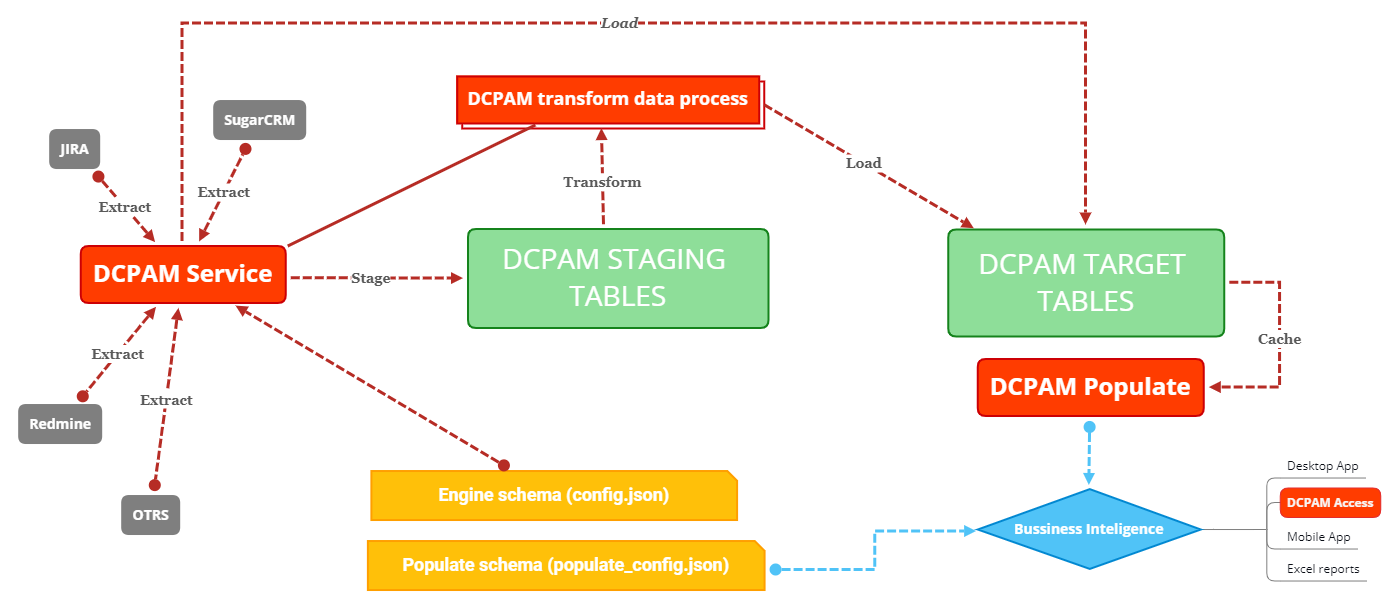 Load
DCPAM transform data process
SugarCRM
JIRA
Load
Transform
Extract
Extract
DCPAM Service
Stage
DCPAM STAGING
TABLES
DCPAM TARGET
TABLES
Cache
Extract
DCPAM Populate
Extract
Redmine
Engine schema (config.json)
OTRS
Populate schema (populate_config.json)
Bussiness Inteligence
Desktop App
DCPAM Access
Mobile App
Excel reports